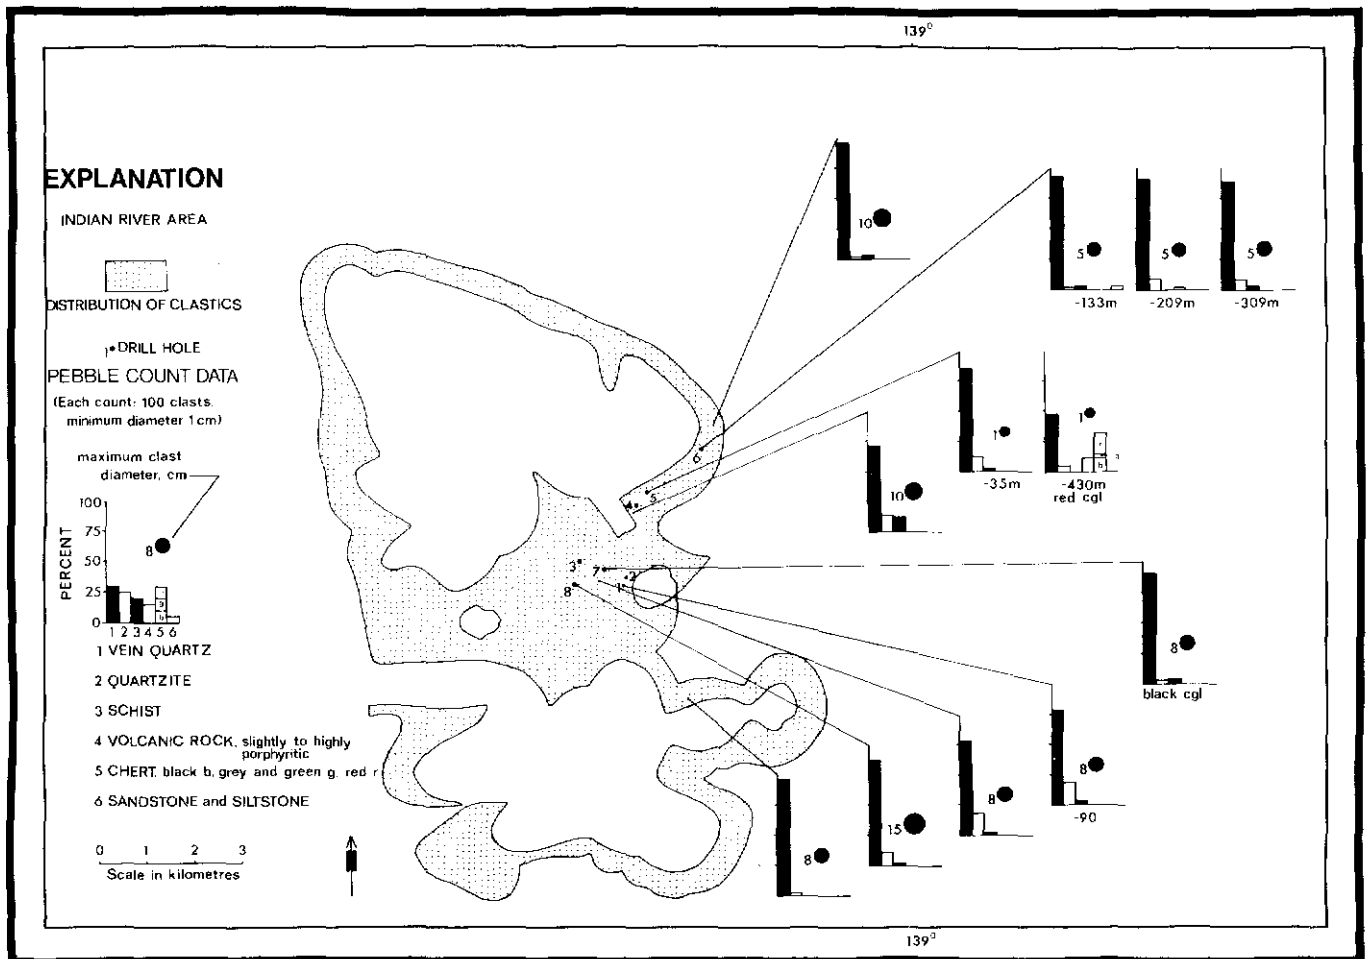 139°
EXPLANATION
INDIAN RIVER AREA
DISTRIBUTION OF CLASTICS
1 DRILL HOLE
PEBBLE COUNT DATA
(Each count: 100 clasts,
minimum diameter 1cm)
maximum clast
diameter, cm
100
75
50
25
0
PERCENT
8
g
b
1 2 3 4 5 6
1 VEIN QUARTZ
2 QUARTZITE
3 SCHIST
4 VOLCANIC ROCK, slightly to highly
porphyritic
5 CHERT, black b, grey and green g, red r
6 SANDSTONE and SILTSTONE
0 1 2 3
Scale in kilometres
10
5 5 5
-133m -209m -309m
1 1
r
g
b
-35m -430m
red cgl
10
6
5
4
3
7
2
1
8
8
black cgl
8
-90
8
15
8
139°